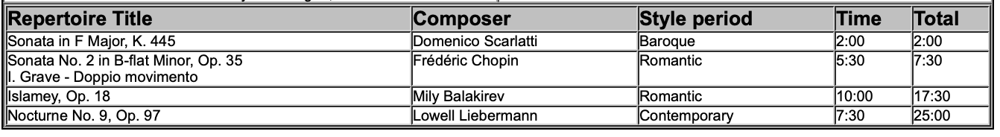 Repertoire Title Composer Style period Time Total
Sonata in F Major, K. 445 Domenico Scarlatti Baroque 2:00 2:00
Sonata No. 2 in B-flat Minor, Op. 35 Frédéric Chopin Romantic 5:30 7:30
I. Grave - Doppio movimento
Islamey, Op. 18 Mily Balakirev Romantic 10:00 17:30
Nocturne No. 9, Op. 97 Lowell Liebermann Contemporary 7:30 25:00